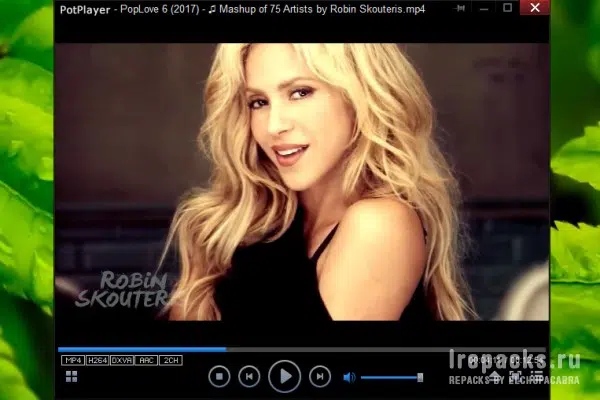 PotPlayer - PopLove 6 (2017) - ♫ Mashup of 75 Artists by Robin Skouteris.mp4
ROBIN
SKOUTER
MP4 H264 DXVA AAC 2CH
lrepacks.ru
REPACKS BY ELCHUPACABRA